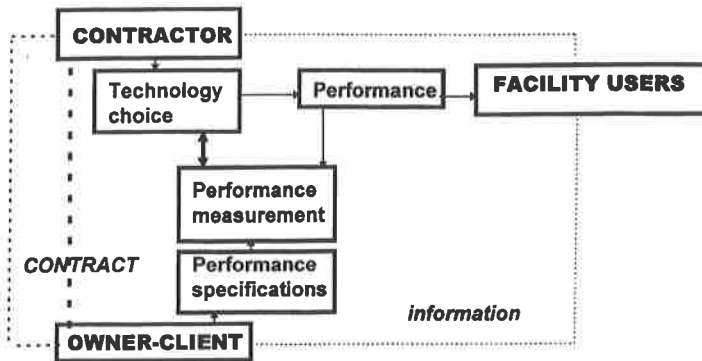 CONTRACTOR
Technology
choice
Performance
FACILITY USERS
Performance
measurement
CONTRACT
Performance
specifications
information
OWNER-CLIENT